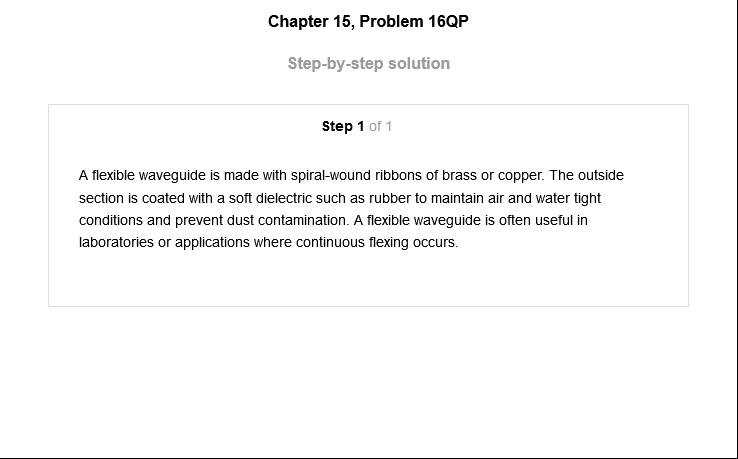 Chapter 15, Problem 16QP
Step-by-step solution
Step 1 of 1
A flexible waveguide is made with spiral-wound ribbons of brass or copper. The outside
section is coated with a soft dielectric such as rubber to maintain air and water tight
conditions and prevent dust contamination. A flexible waveguide is often useful in
laboratories or applications where continuous flexing occurs.